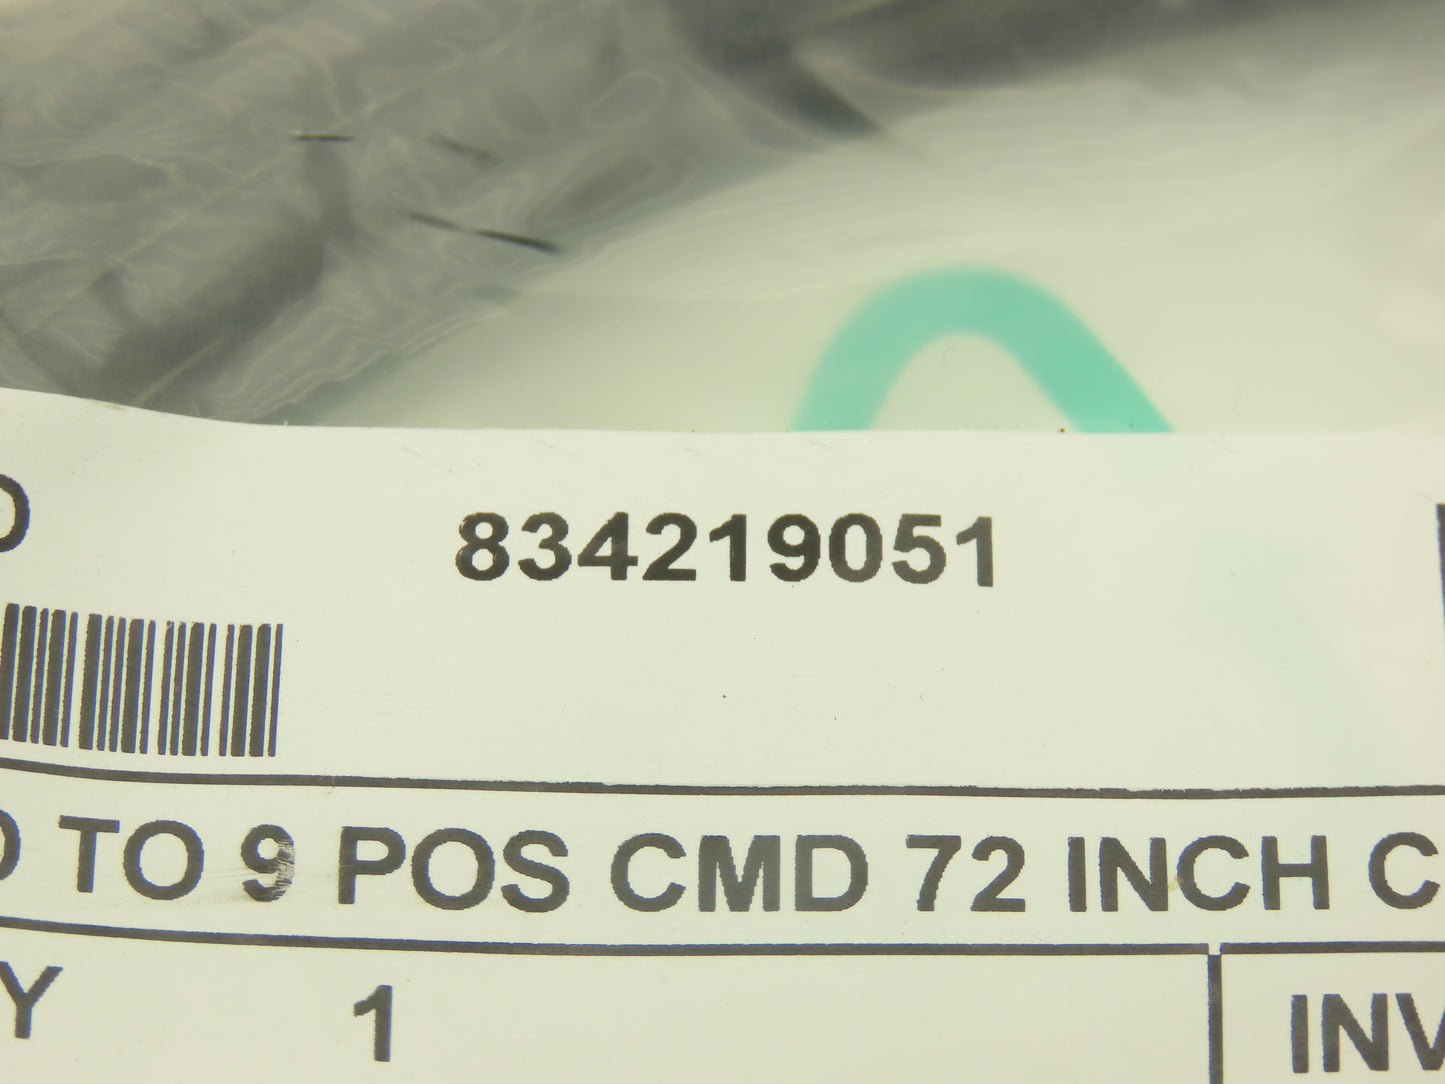 D 834219051
D TO 9 POS CMD 72 INCH C
Y 1 INV